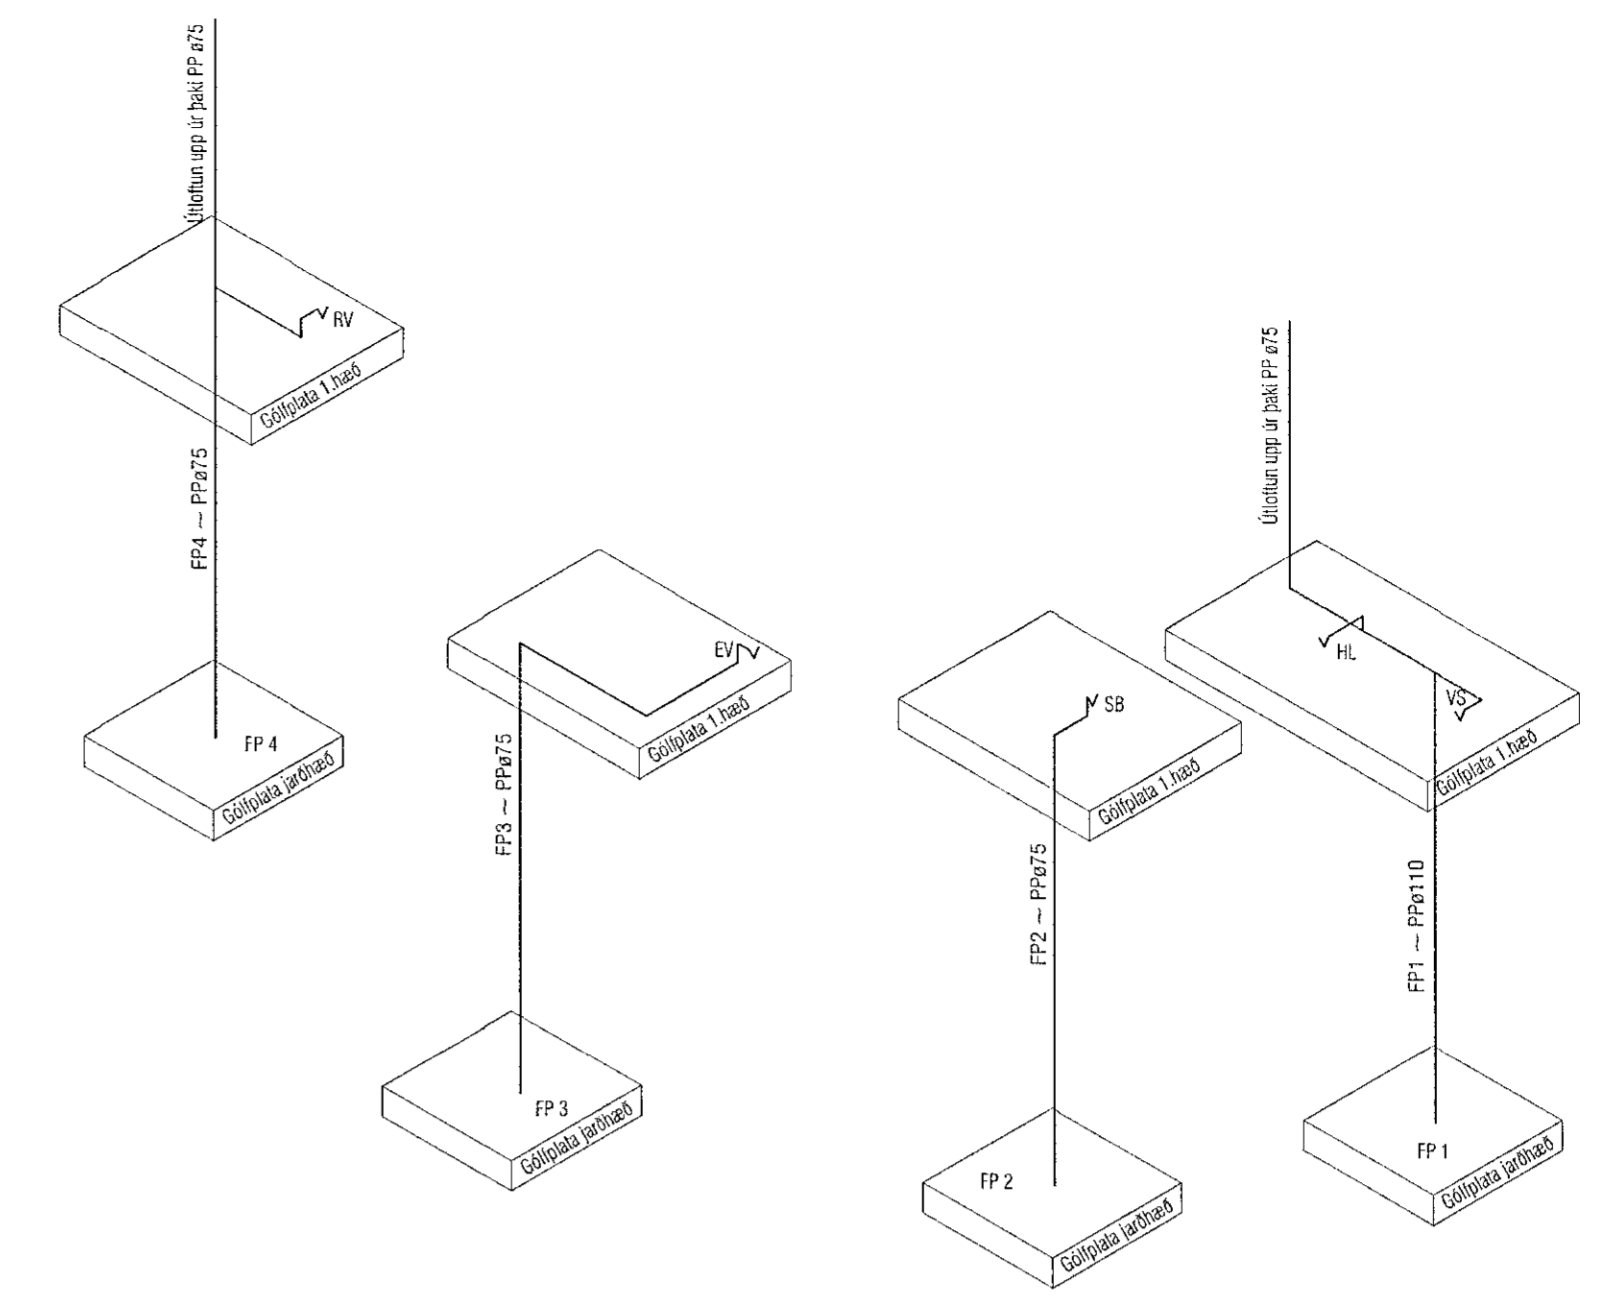 Útloftun upp úr þaki PP ø75
RV
Gólfplata 1.hæð
FP4 ~ PPø75
FP 4
Gólfplata jarðhæð
EV
Gólfplata 1.hæð
FP3 ~ PPø75
FP 3
Gólfplata jarðhæð
SB
Gólfplata 1.hæð
FP2 ~ PPø75
FP 2
Gólfplata jarðhæð
Útloftun upp úr þaki PP ø75
HL
VS
Gólfplata 1.hæð
FP1 ~ PPø110
FP 1
Gólfplata jarðhæð